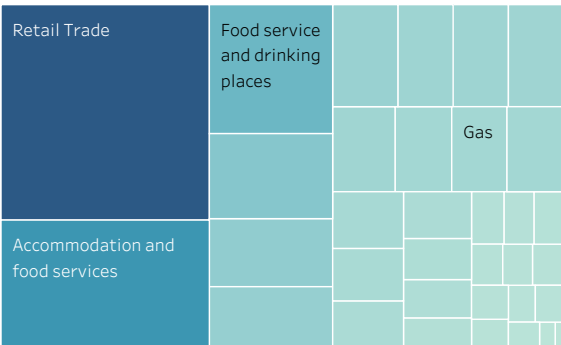 Retail Trade
Food service
and drinking
places
Gas
Accommodation and
food services